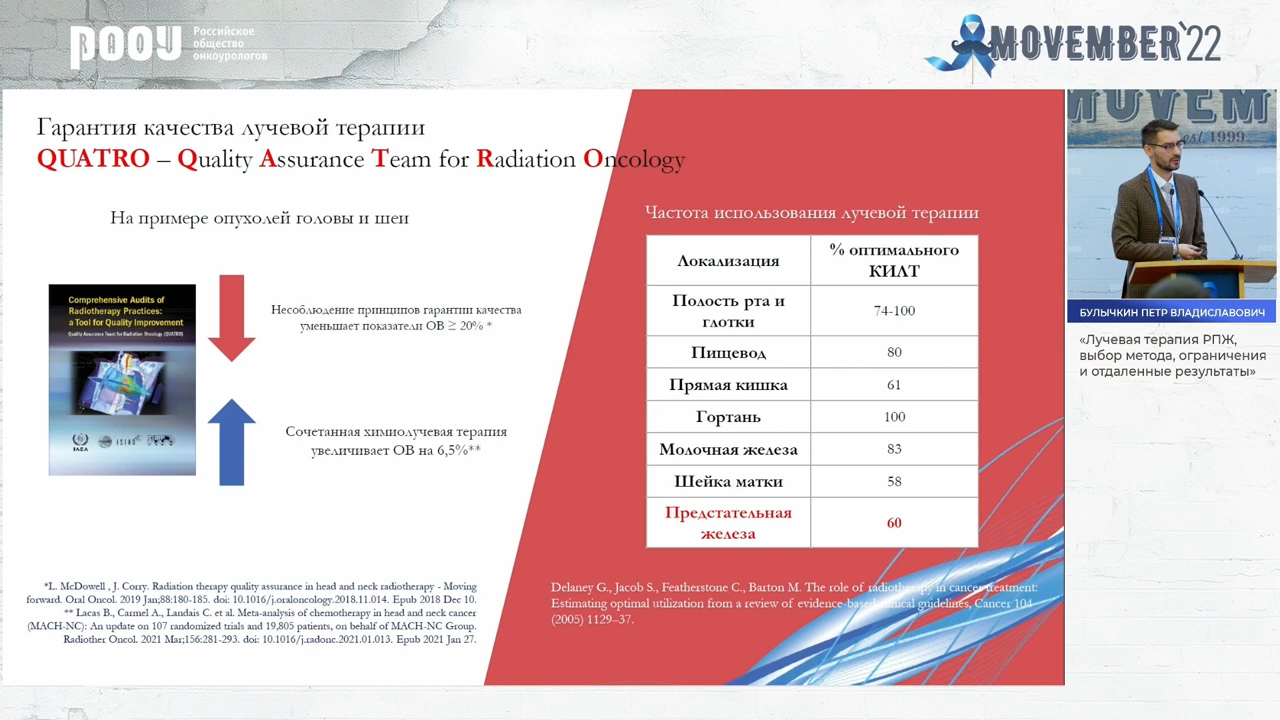 РООУ
Российское
общество
онкоурологов
MOVEMBER'22
Гарантия качества лучевой терапии
QUATRO – Quality Assurance Team for Radiation Oncology
На примере опухолей головы и шеи
Comprehensive Audits of
Radiotherapy Practices:
a Tool for Quality Improvement
Quality Assurance Team for Radiation Oncology (QUATRO)
IAEA
ESTRO
Несоблюдение принципов гарантии качества
уменьшает показатели ОВ ≥ 20% *
Сочетанная химиолучевая терапия
увеличивает ОВ на 6,5%**
*L. McDowell , J. Corry. Radiation therapy quality assurance in head and neck radiotherapy - Moving
forward. Oral Oncol. 2019 Jan;88:180-185. doi: 10.1016/j.oraloncology.2018.11.014. Epub 2018 Dec 10.
** Lacas B., Carmel A., Landais C. et al. Meta-analysis of chemotherapy in head and neck cancer
(MACH-NC): An update on 107 randomized trials and 19,805 patients, on behalf of MACH-NC Group.
Radiother Oncol. 2021 Mar;156:281-293. doi: 10.1016/j.radonc.2021.01.013. Epub 2021 Jan 27.
Частота использования лучевой терапии
Локализация % оптимального КИЛТ
Полость рта и глотки 74-100
Пищевод 80
Прямая кишка 61
Гортань 100
Молочная железа 83
Шейка матки 58
Предстательная железа 60
Delaney G., Jacob S., Featherstone C., Barton M. The role of radiotherapy in cancer treatment:
Estimating optimal utilization from a review of evidence-based clinical guidelines, Cancer 104
(2005) 1129–37.
MOVEM
est. 1999
БУЛЫЧКИН ПЕТР ВЛАДИСЛАВОВИЧ
«Лучевая терапия РПЖ,
выбор метода, ограничения
и отдаленные результаты»